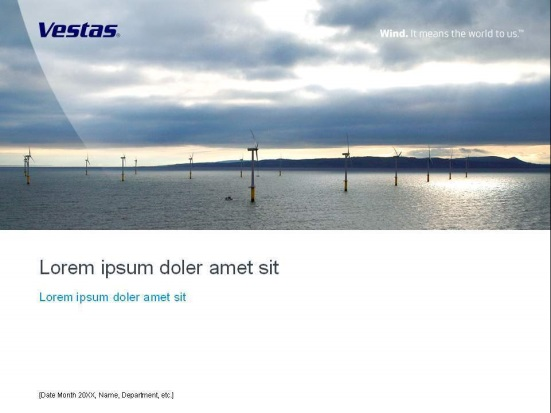 Vestas
Wind. It means the world to us.™
Lorem ipsum doler amet sit
Lorem ipsum doler amet sit
[Date Month 20XX, Name, Department, etc.]